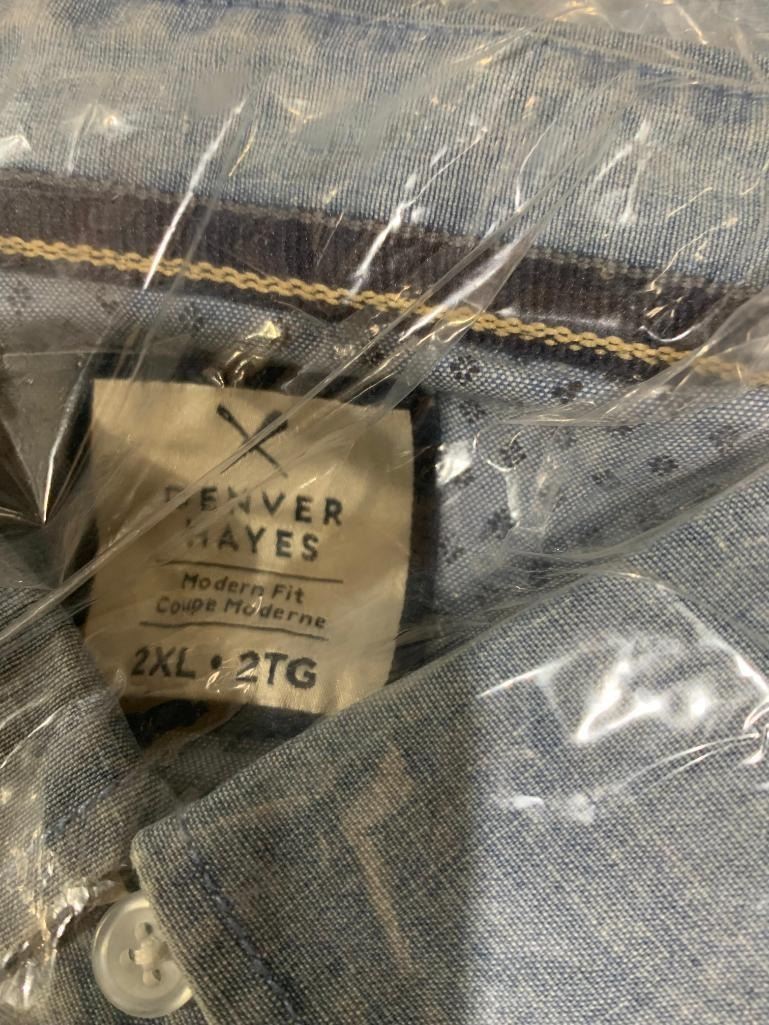 DENVER
HAYES
Modern Fit
Coupe Moderne
2XL • 2TG